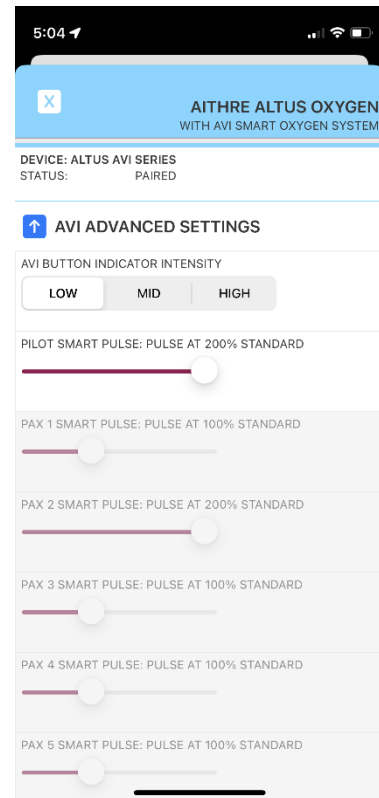 5:04
X
AITHRE ALTUS OXYGEN
WITH AVI SMART OXYGEN SYSTEM
DEVICE: ALTUS AVI SERIES
STATUS: PAIRED
AVI ADVANCED SETTINGS
AVI BUTTON INDICATOR INTENSITY
LOW MID HIGH
PILOT SMART PULSE: PULSE AT 200% STANDARD
PAX 1 SMART PULSE: PULSE AT 100% STANDARD
PAX 2 SMART PULSE: PULSE AT 200% STANDARD
PAX 3 SMART PULSE: PULSE AT 100% STANDARD
PAX 4 SMART PULSE: PULSE AT 100% STANDARD
PAX 5 SMART PULSE: PULSE AT 100% STANDARD